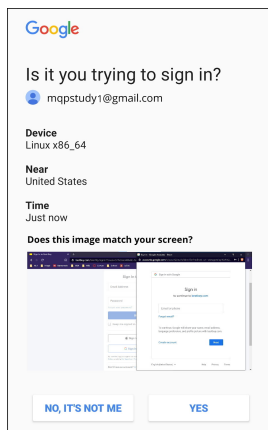 Google
Is it you trying to sign in?
mqpstudy1@gmail.com
Device
Linux x86_64
Near
United States
Time
Just now
Does this image match your screen?
Sign in
NO, IT'S NOT ME
YES